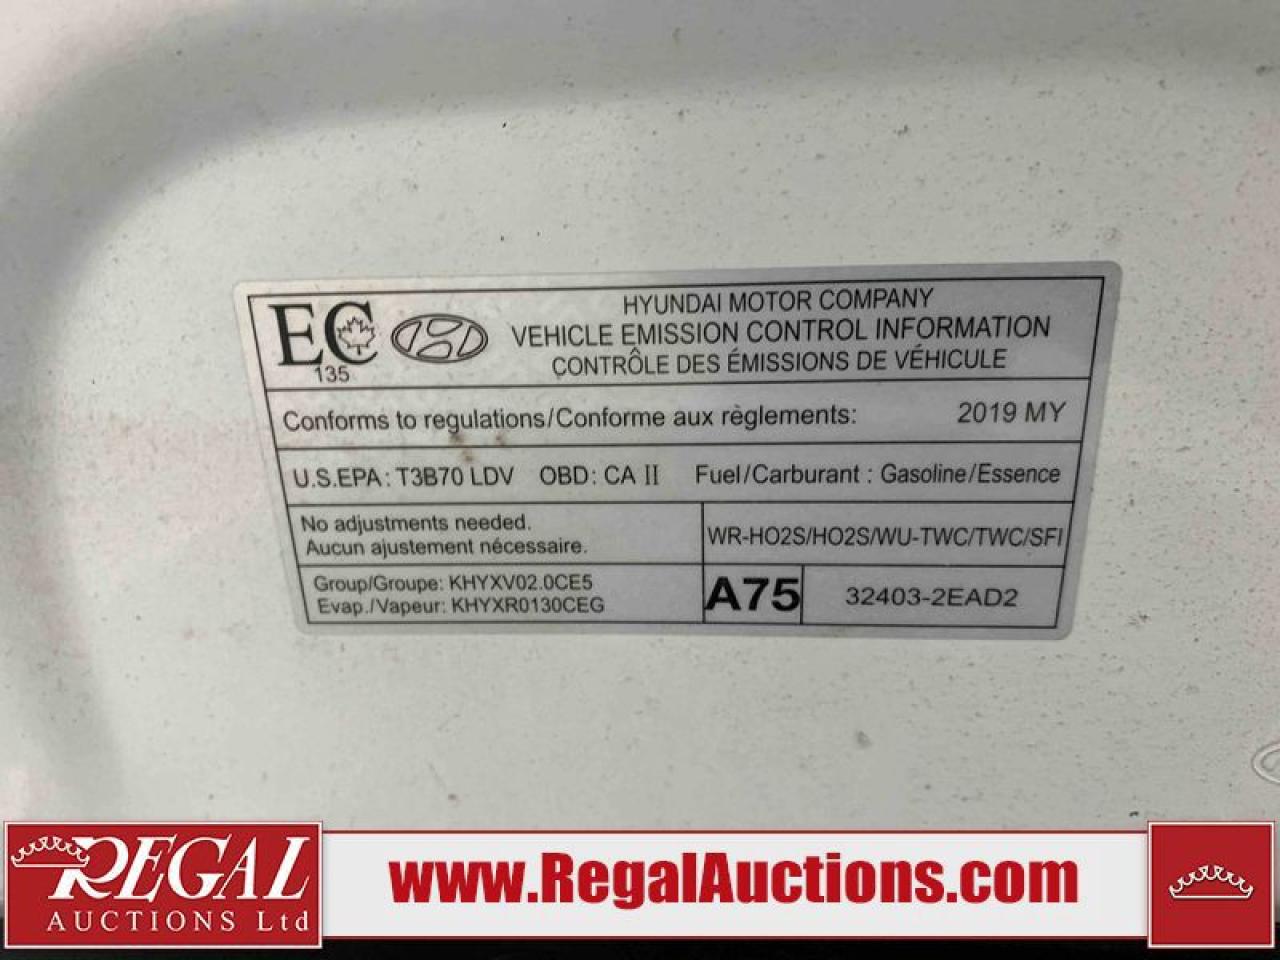 EC
135
HYUNDAI MOTOR COMPANY
VEHICLE EMISSION CONTROL INFORMATION
CONTRÔLE DES ÉMISSIONS DE VÉHICULE
Conforms to regulations/Conforme aux règlements: 2019 MY
U.S.EPA : T3B70 LDV OBD: CA II Fuel/Carburant : Gasoline/Essence
No adjustments needed.
Aucun ajustement nécessaire.
WR-HO2S/HO2S/WU-TWC/TWC/SFI
Group/Groupe: KHYXV02.0CE5
Evap./Vapeur: KHYXR0130CEG
A75
32403-2EAD2
REGAL
AUCTIONS Ltd
www.RegalAuctions.com